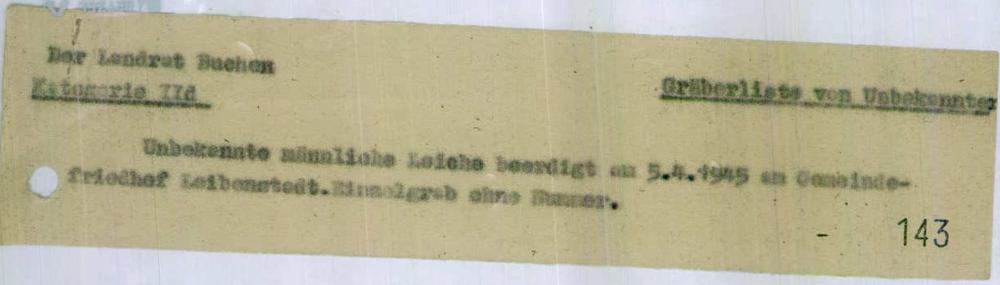 Der Landrat Buchen
Kategorie IId
Gräberliste von Unbekannten
Unbekannte männliche Leiche beerdigt am 5.4.1945 am Gemeinde-
friedhof Leibenstadt. Einzelgrab ohne Nummer.
- 143